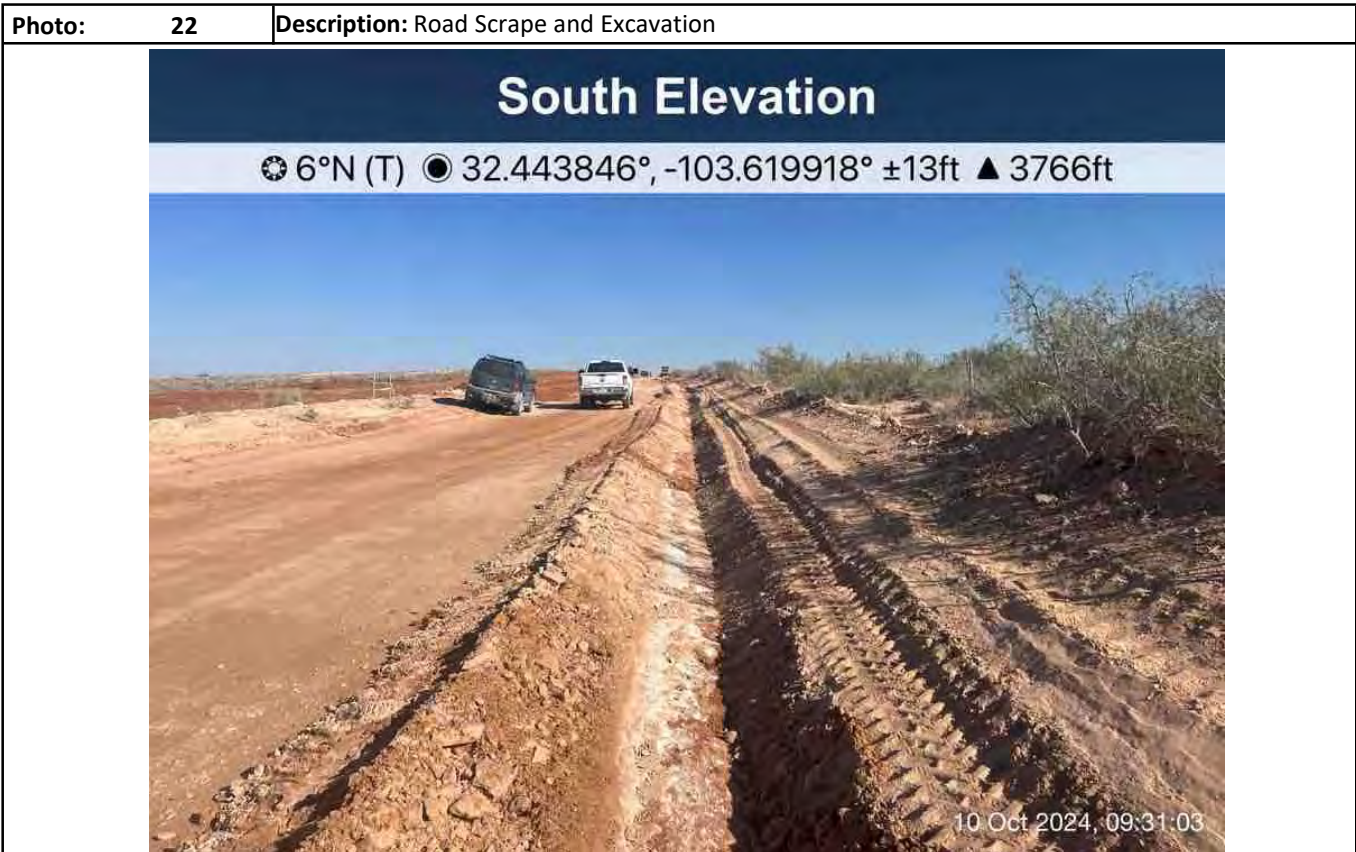 Photo: 22 Description: Road Scrape and Excavation
South Elevation
6°N (T) 32.443846°, -103.619918° ±13ft ▲ 3766ft
10 Oct 2024, 09:31:03